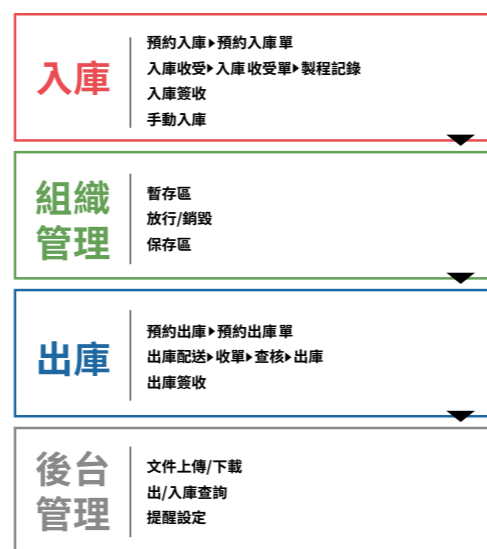 入庫
預約入庫▸預約入庫單
入庫收受▸入庫收受單▸製程記錄
入庫簽收
手動入庫
組織
管理
暫存區
放行/銷毀
保存區
出庫
預約出庫▸預約出庫單
出庫配送▸收單▸查核▸出庫
出庫簽收
後台
管理
文件上傳/下載
出/入庫查詢
提醒設定